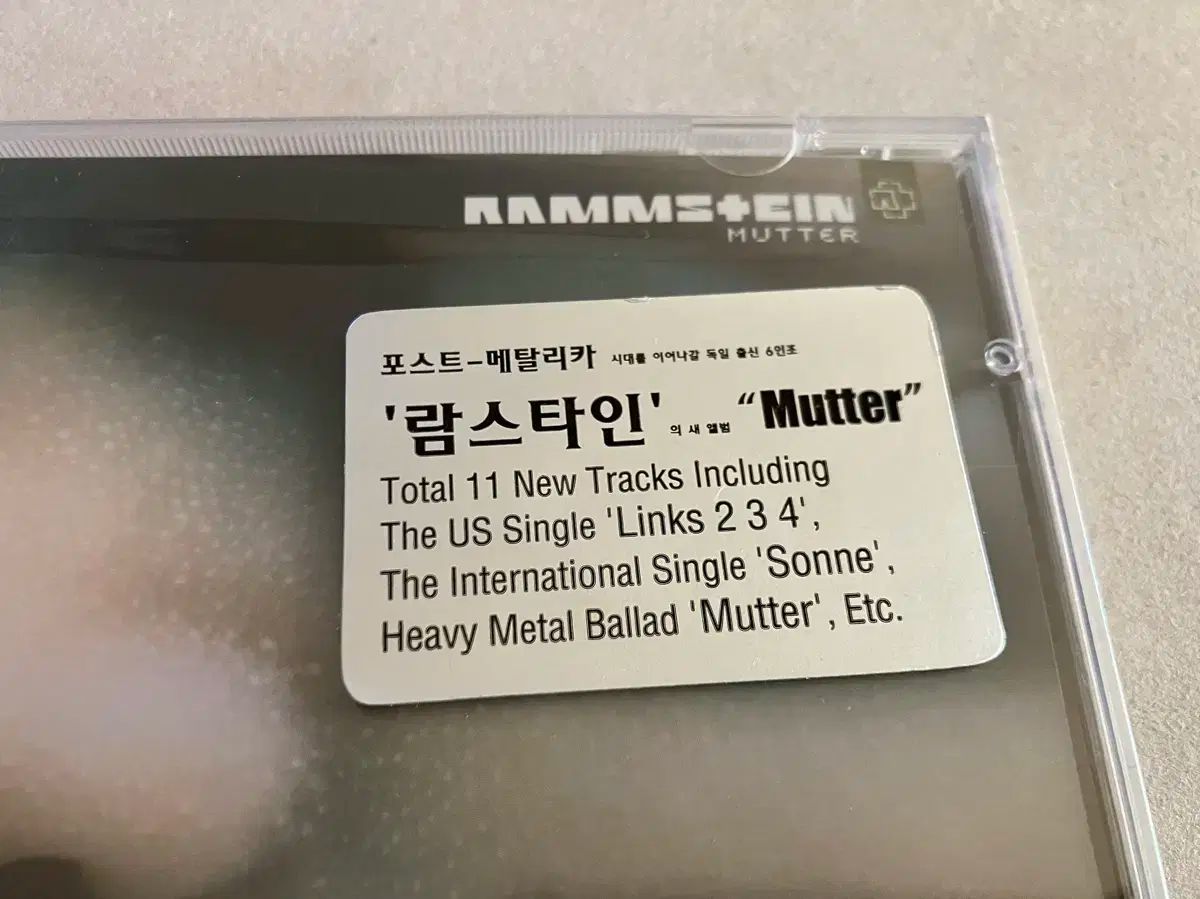 RAMMSTEIN
MUTTER
포스트-메탈리카 시대를 이어나갈 독일 출신 6인조
'람스타인' 의 새 앨범 "Mutter"
Total 11 New Tracks Including
The US Single 'Links 2 3 4',
The International Single 'Sonne',
Heavy Metal Ballad 'Mutter', Etc.